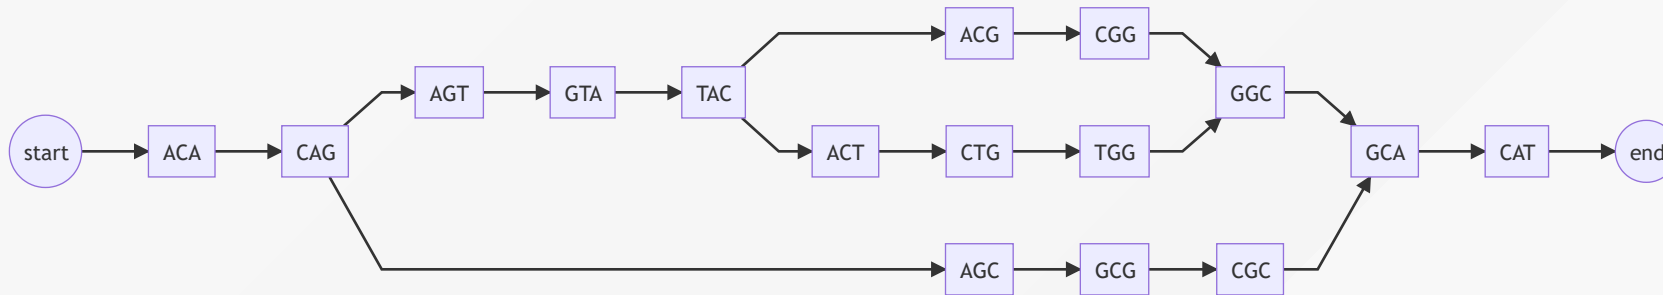 ACG CGG
AGT GTA TAC GGC
start ACA CAG ACT CTG TGG GCA CAT end
AGC GCG CGC